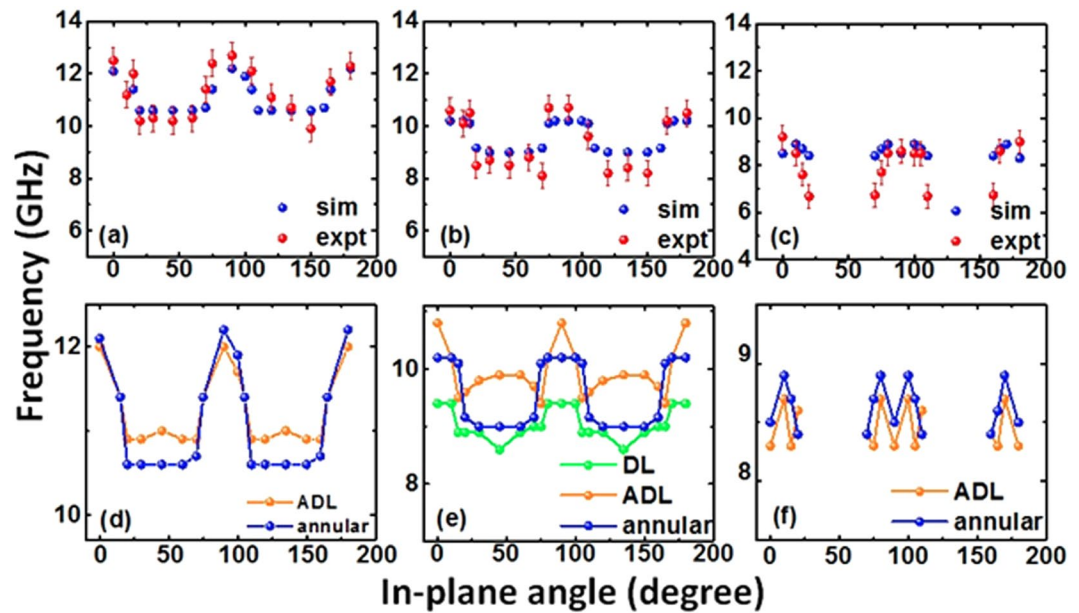 14 14 14
12 12 12
10 10 10
8 8 8
6 6 6
4
sim sim sim
expt expt expt
(a) (b) (c)
0 50 100 150 200 0 50 100 150 200 0 50 100 150 200
Frequency (GHz)
12 10 9
10 8 8
DL
ADL ADL ADL
annular annular annular
(d) (e) (f)
0 50 100 150 200 0 50 100 150 200 0 50 100 150 200
In-plane angle (degree)